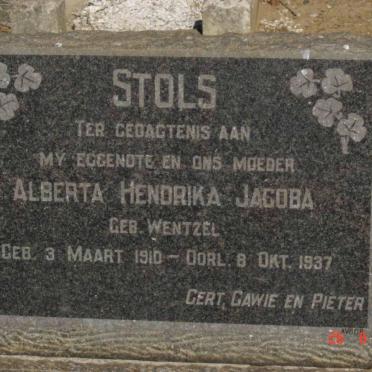 STOLS
TER GEDAGTENIS AAN
MY EGGENOTE EN ONS MOEDER
ALBERTA HENDRIKA JACOBA
GEB. WENTZEL
GEB. 3 MAART 1910 – OORL. 8 OKT. 1937
GERT, GAWIE EN PIETER